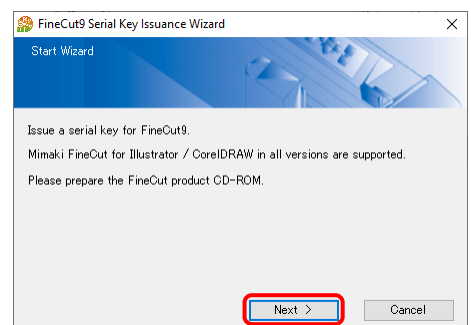 FineCut9 Serial Key Issuance Wizard
Start Wizard
Issue a serial key for FineCut9.
Mimaki FineCut for Illustrator / CorelDRAW in all versions are supported.
Please prepare the FineCut product CD-ROM.
Next >
Cancel